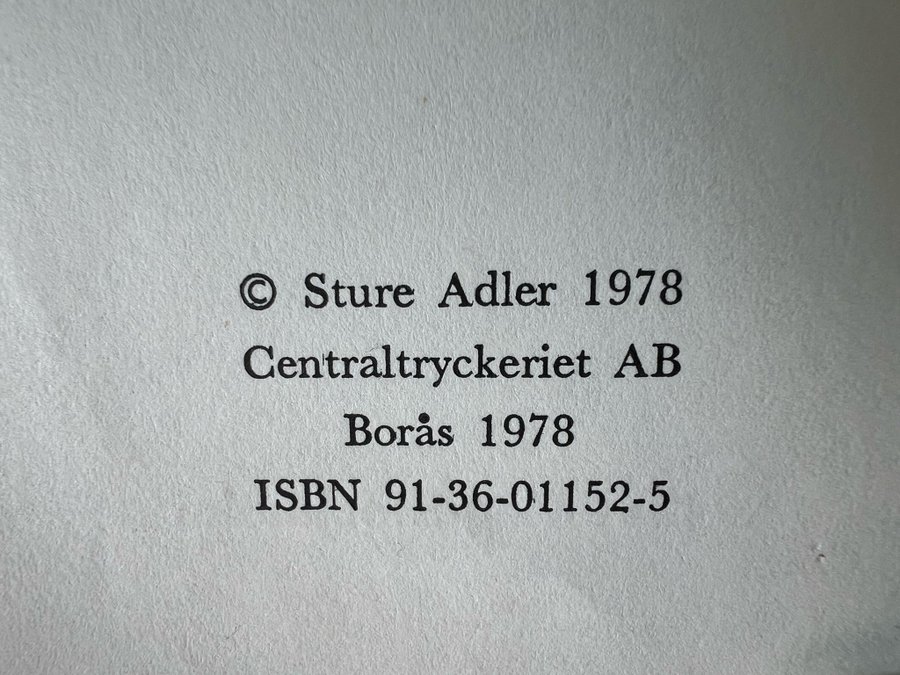 © Sture Adler 1978
Centraltryckeriet AB
Borås 1978
ISBN 91-36-01152-5